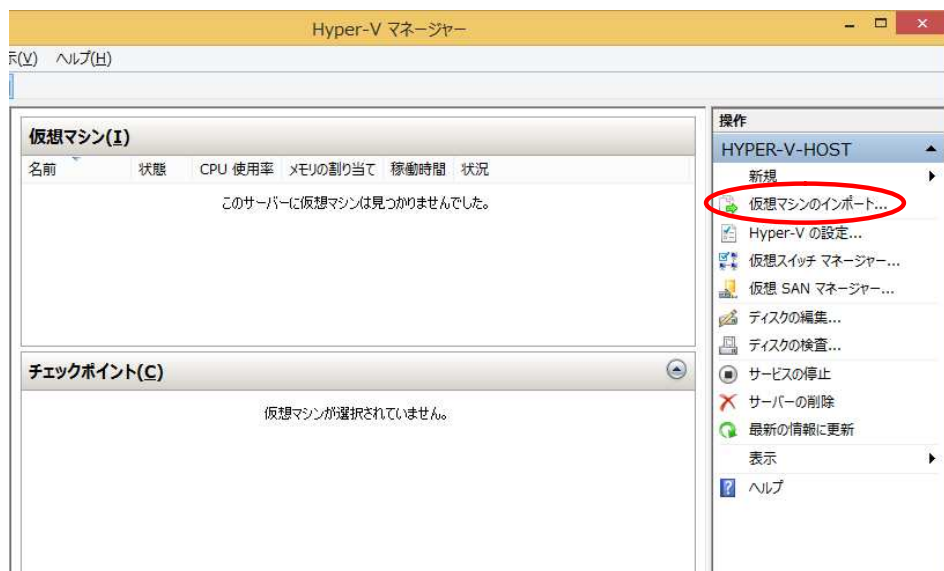 Hyper-V マネージャー
示(V) ヘルプ(H)
仮想マシン(I)
名前 状態 CPU 使用率 メモリの割り当て 稼働時間 状況
このサーバーに仮想マシンは見つかりませんでした。
チェックポイント(C)
仮想マシンが選択されていません。
操作
HYPER-V-HOST
新規
仮想マシンのインポート...
Hyper-V の設定...
仮想スイッチ マネージャー...
仮想 SAN マネージャー...
ディスクの編集...
ディスクの検査...
サービスの停止
サーバーの削除
最新の情報に更新
表示
ヘルプ